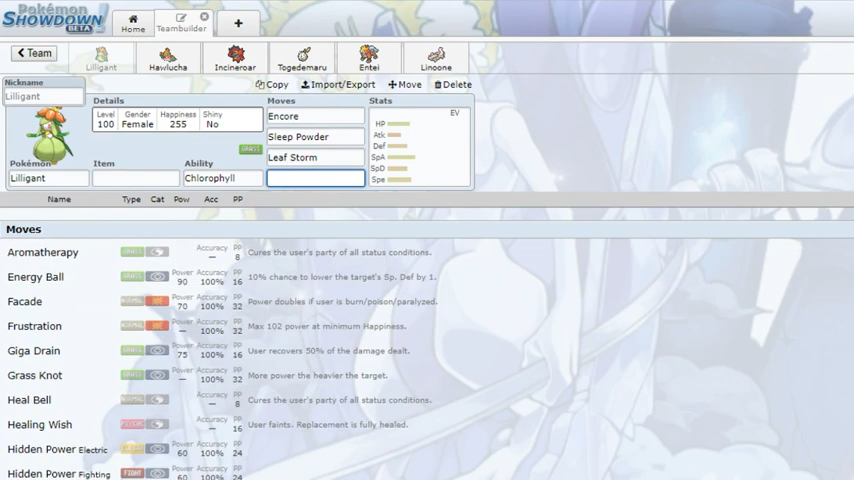 Pokémon
SHOWDOWN
BETA
Home
Teambuilder
+
< Team
Lilligant
Hawlucha
Incineroar
Togedemaru
Entei
Linoone
Copy
Import/Export
Move
Delete
Nickname
Lilligant
Details
Level Gender Happiness Shiny
100 Female 255 No
GRASS
Pokémon
Lilligant
Item
Ability
Chlorophyll
Moves
Encore
Sleep Powder
Leaf Storm
Stats
EV
HP
Atk
Def
SpA
SpD
Spe
Name Type Cat Pow Acc PP
Moves
Aromatherapy GRASS Accuracy — PP 8 Cures the user's party of all status conditions.
Energy Ball GRASS Power 90 Accuracy 100% PP 16 10% chance to lower the target's Sp. Def by 1.
Facade NORMAL Power 70 Accuracy 100% PP 32 Power doubles if user is burn/poison/paralyzed.
Frustration NORMAL Power — Accuracy 100% PP 32 Max 102 power at minimum Happiness.
Giga Drain GRASS Power 75 Accuracy 100% PP 16 User recovers 50% of the damage dealt.
Grass Knot GRASS Power — Accuracy 100% PP 32 More power the heavier the target.
Heal Bell NORMAL Accuracy — PP 8 Cures the user's party of all status conditions.
Healing Wish PSYCHC Accuracy — PP 16 User faints. Replacement is fully healed.
Hidden Power Electric Power 60 Accuracy 100% PP 24
Hidden Power Fighting FIGHT Power 60 Accuracy 100% PP 24